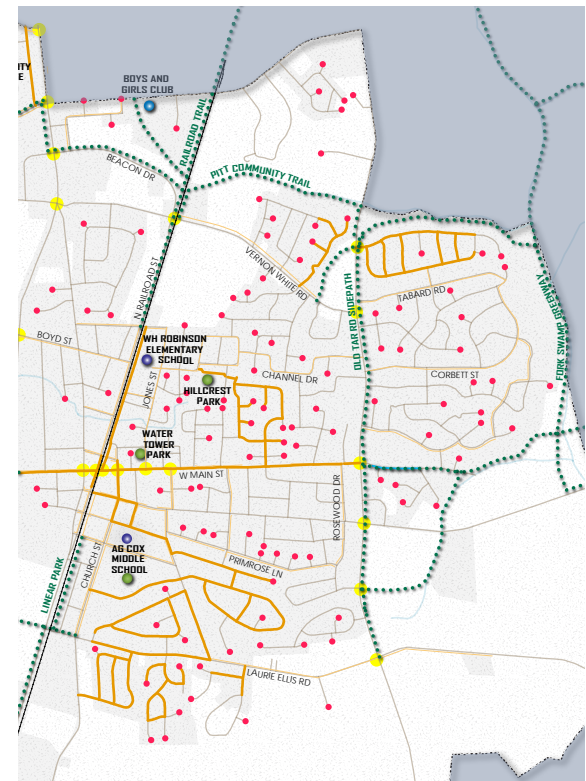 ITY
E
BOYS AND
GIRLS CLUB
RAILROAD TRAIL
BEACON DR
PITT COMMUNITY TRAIL
VERNON WHITE RD
N RAILROAD ST
TABARD RD
OLD TAR RD SIDEPATH
FORK SWAMP GREENWAY
BOYD ST
WH ROBINSON
ELEMENTARY
SCHOOL
JONES ST
HILLCREST
PARK
CHANNEL DR
CORBETT ST
WATER
TOWER
PARK
W MAIN ST
ROSEWOOD DR
AG COX
MIDDLE
SCHOOL
CHURCH ST
PRIMROSE LN
LINEAR PARK
LAURIE ELLIS RD